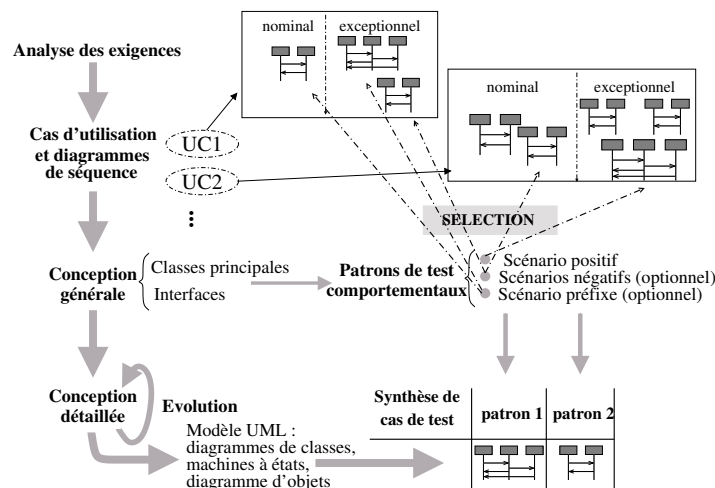 nominal
exceptionnel
Analyse des exigences
nominal
exceptionnel
Cas d'utilisation
et diagrammes
de séquence
UC1
UC2
SELECTION
Conception
générale
Classes principales
Interfaces
Patrons de test
comportementaux
Scénario positif
Scénarios négatifs (optionnel)
Scénario préfixe (optionnel)
Conception
détaillée
Evolution
Modèle UML :
diagrammes de classes,
machines à états,
diagramme d'objets
Synthèse de
cas de test
patron 1
patron 2